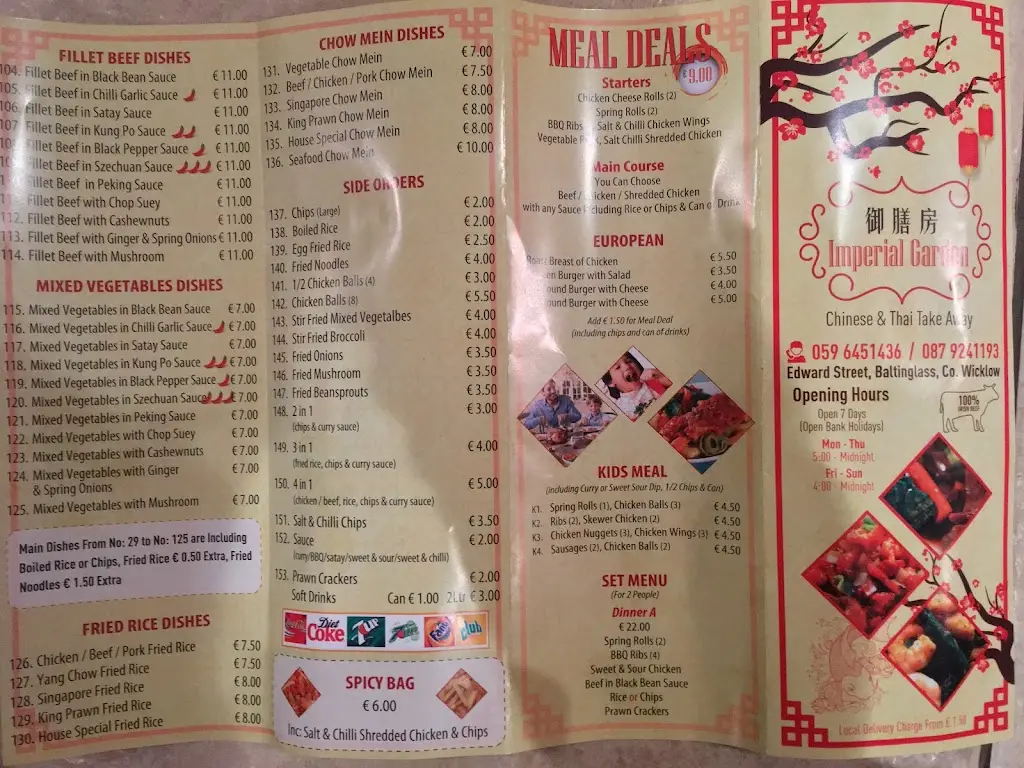 FILLET BEEF DISHES
104. Fillet Beef in Black Bean Sauce € 11.00
105. Fillet Beef in Chilli Garlic Sauce € 11.00
106. Fillet Beef in Satay Sauce € 11.00
107. Fillet Beef in Kung Po Sauce € 11.00
Fillet Beef in Black Pepper Sauce € 11.00
Fillet Beef in Szechuan Sauce € 11.00
Fillet Beef in Peking Sauce € 11.00
Fillet Beef with Chop Suey € 11.00
112. Fillet Beef with Cashewnuts € 11.00
113. Fillet Beef with Ginger & Spring Onions € 11.00
114. Fillet Beef with Mushroom € 11.00
MIXED VEGETABLES DISHES
115. Mixed Vegetables in Black Bean Sauce € 7.00
116. Mixed Vegetables in Chilli Garlic Sauce € 7.00
117. Mixed Vegetables in Satay Sauce € 7.00
118. Mixed Vegetables in Kung Po Sauce € 7.00
119. Mixed Vegetables in Black Pepper Sauce € 7.00
120. Mixed Vegetables in Szechuan Sauce € 7.00
121. Mixed Vegetables in Peking Sauce € 7.00
122. Mixed Vegetables with Chop Suey € 7.00
123. Mixed Vegetables with Cashewnuts € 7.00
124. Mixed Vegetables with Ginger € 7.00
& Spring Onions
125. Mixed Vegetables with Mushroom € 7.00
Main Dishes From No: 29 to No: 125 are Including
Boiled Rice or Chips, Fried Rice € 0.50 Extra, Fried
Noodles € 1.50 Extra
FRIED RICE DISHES
126. Chicken / Beef / Pork Fried Rice € 7.50
127. Yang Chow Fried Rice € 7.50
128. Singapore Fried Rice € 8.00
129. King Prawn Fried Rice € 8.00
130. House Special Fried Rice € 8.00
CHOW MEIN DISHES
131. Vegetable Chow Mein € 7.00
132. Beef / Chicken / Pork Chow Mein € 7.50
133. Singapore Chow Mein € 8.00
134. King Prawn Chow Mein € 8.00
135. House Special Chow Mein € 8.00
136. Seafood Chow Mein € 10.00
SIDE ORDERS
137. Chips (Large) € 2.00
138. Boiled Rice € 2.00
139. Egg Fried Rice € 2.50
140. Fried Noodles € 4.00
141. 1/2 Chicken Balls (4) € 3.00
142. Chicken Balls (8) € 5.50
143. Stir Fried Mixed Vegetalbes € 4.00
144. Stir Fried Broccoli € 4.00
145. Fried Onions € 3.50
146. Fried Mushroom € 3.50
147. Fried Beansprouts € 3.50
148. 2 in 1 € 3.00
(chips & curry sauce)
149. 3 in 1 € 4.00
(fried rice, chips & curry sauce)
150. 4 in 1 € 5.00
(chicken / beef, rice, chips & curry sauce)
151. Salt & Chilli Chips € 3.50
152. Sauce € 2.00
(curry/BBQ/satay/sweet & sour/sweet & chilli)
153. Prawn Crackers € 2.00
Soft Drinks Can € 1.00 2Ltr € 3.00
Coca-Cola Diet Coke 7UP 7UP Fanta Club
SPICY BAG
€ 6.00
Inc: Salt & Chilli Shredded Chicken & Chips
MEAL DEALS
€ 9.00
Starters
Chicken Cheese Rolls (2)
Spring Rolls (2)
BBQ Ribs Salt & Chilli Chicken Wings
Vegetable Salt Chilli Shredded Chicken
Main Course
You Can Choose
Beef / Chicken / Shredded Chicken
with any Sauce Including Rice or Chips & Can of Drink
EUROPEAN
Roast Breast of Chicken € 5.50
Burger with Salad € 3.50
Burger with Cheese € 4.00
Burger with Cheese € 5.00
Add € 1.50 for Meal Deal
(including chips and can of drinks)
KIDS MEAL
(including Curry or Sweet Sour Dip, 1/2 Chips & Can)
K1. Spring Rolls (1), Chicken Balls (3) € 4.50
K2. Ribs (2), Skewer Chicken (2) € 4.50
K3. Chicken Nuggets (3), Chicken Wings (3) € 4.50
K4. Sausages (2), Chicken Balls (2) € 4.50
SET MENU
(For 2 People)
Dinner A
€ 22.00
Spring Rolls (2)
BBQ Ribs (4)
Sweet & Sour Chicken
Beef in Black Bean Sauce
Rice or Chips
Prawn Crackers
御膳房
Imperial Garden
Chinese & Thai Take Away
059 6451436 / 087 9241193
Edward Street, Baltinglass, Co. Wicklow
Opening Hours
Open 7 Days
(Open Bank Holidays)
Mon - Thu
5:00 - Midnight
Fri - Sun
4:00 - Midnight
100%
IRISH BEEF
Local Delivery Charge From € 1.50